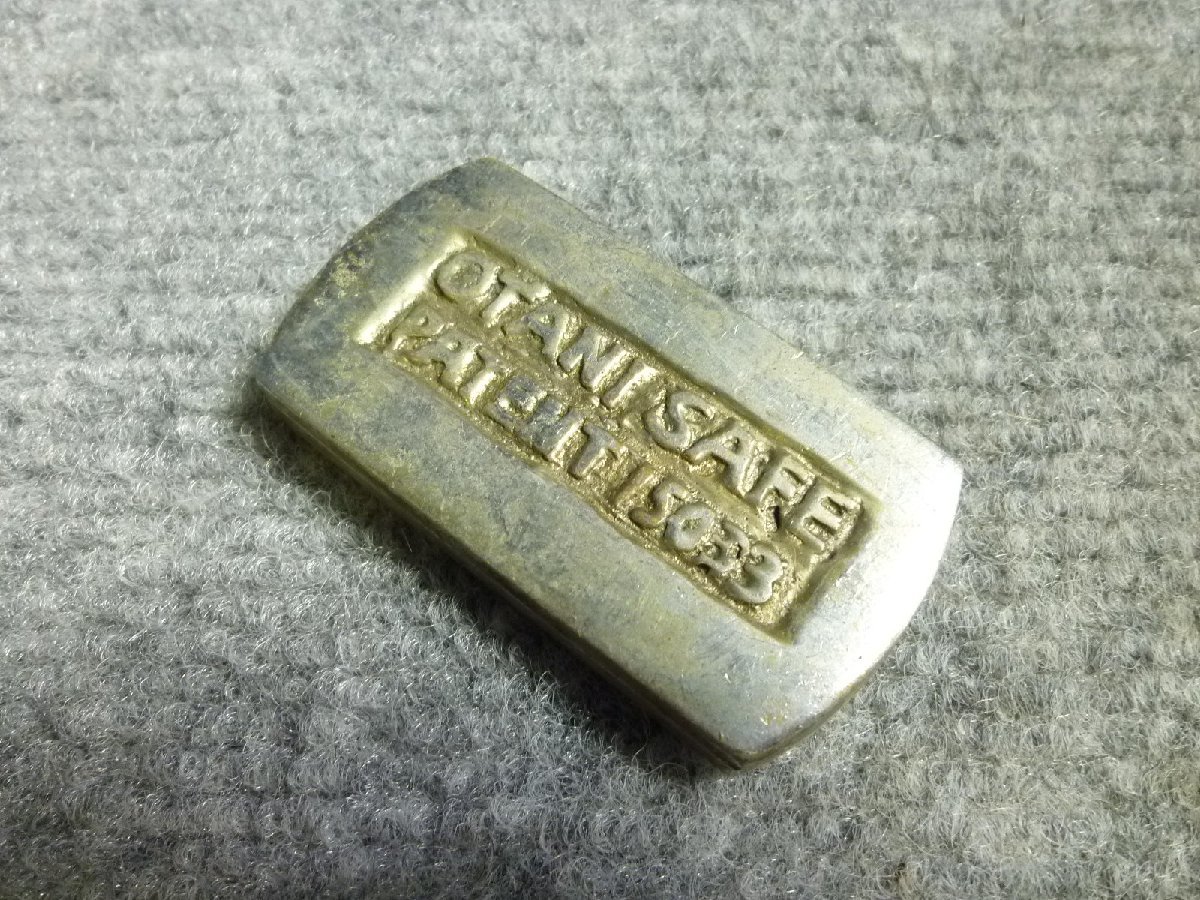 OTANI SAFE
PATENT 15033